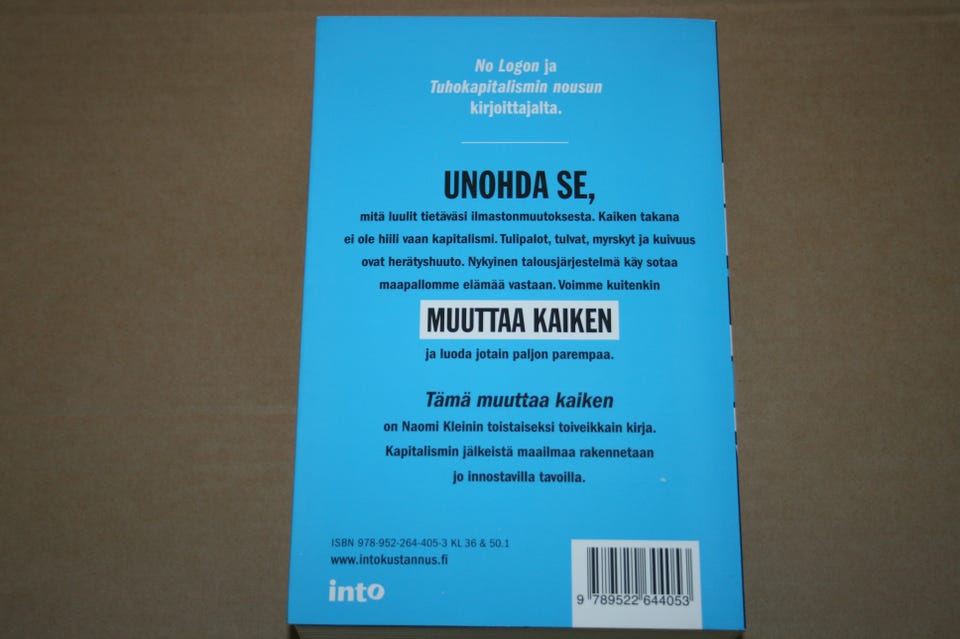 No Logon ja
Tuhokapitalismin nousun
kirjoittajalta.
UNOHDA SE,
mitä luulit tietäväsi ilmastonmuutoksesta. Kaiken takana
ei ole hiili vaan kapitalismi. Tulipalot, tulvat, myrskyt ja kuivuus
ovat herätyshuuto. Nykyinen talousjärjestelmä käy sotaa
maapallomme elämää vastaan. Voimme kuitenkin
MUUTTAA KAIKEN
ja luoda jotain paljon parempaa.
Tämä muuttaa kaiken
on Naomi Kleinin toistaiseksi toiveikkain kirja.
Kapitalismin jälkeistä maailmaa rakennetaan
jo innostavilla tavoilla.
ISBN 978-952-264-405-3 KL 36 & 50.1
www.intokustannus.fi
into
9 789522 644053